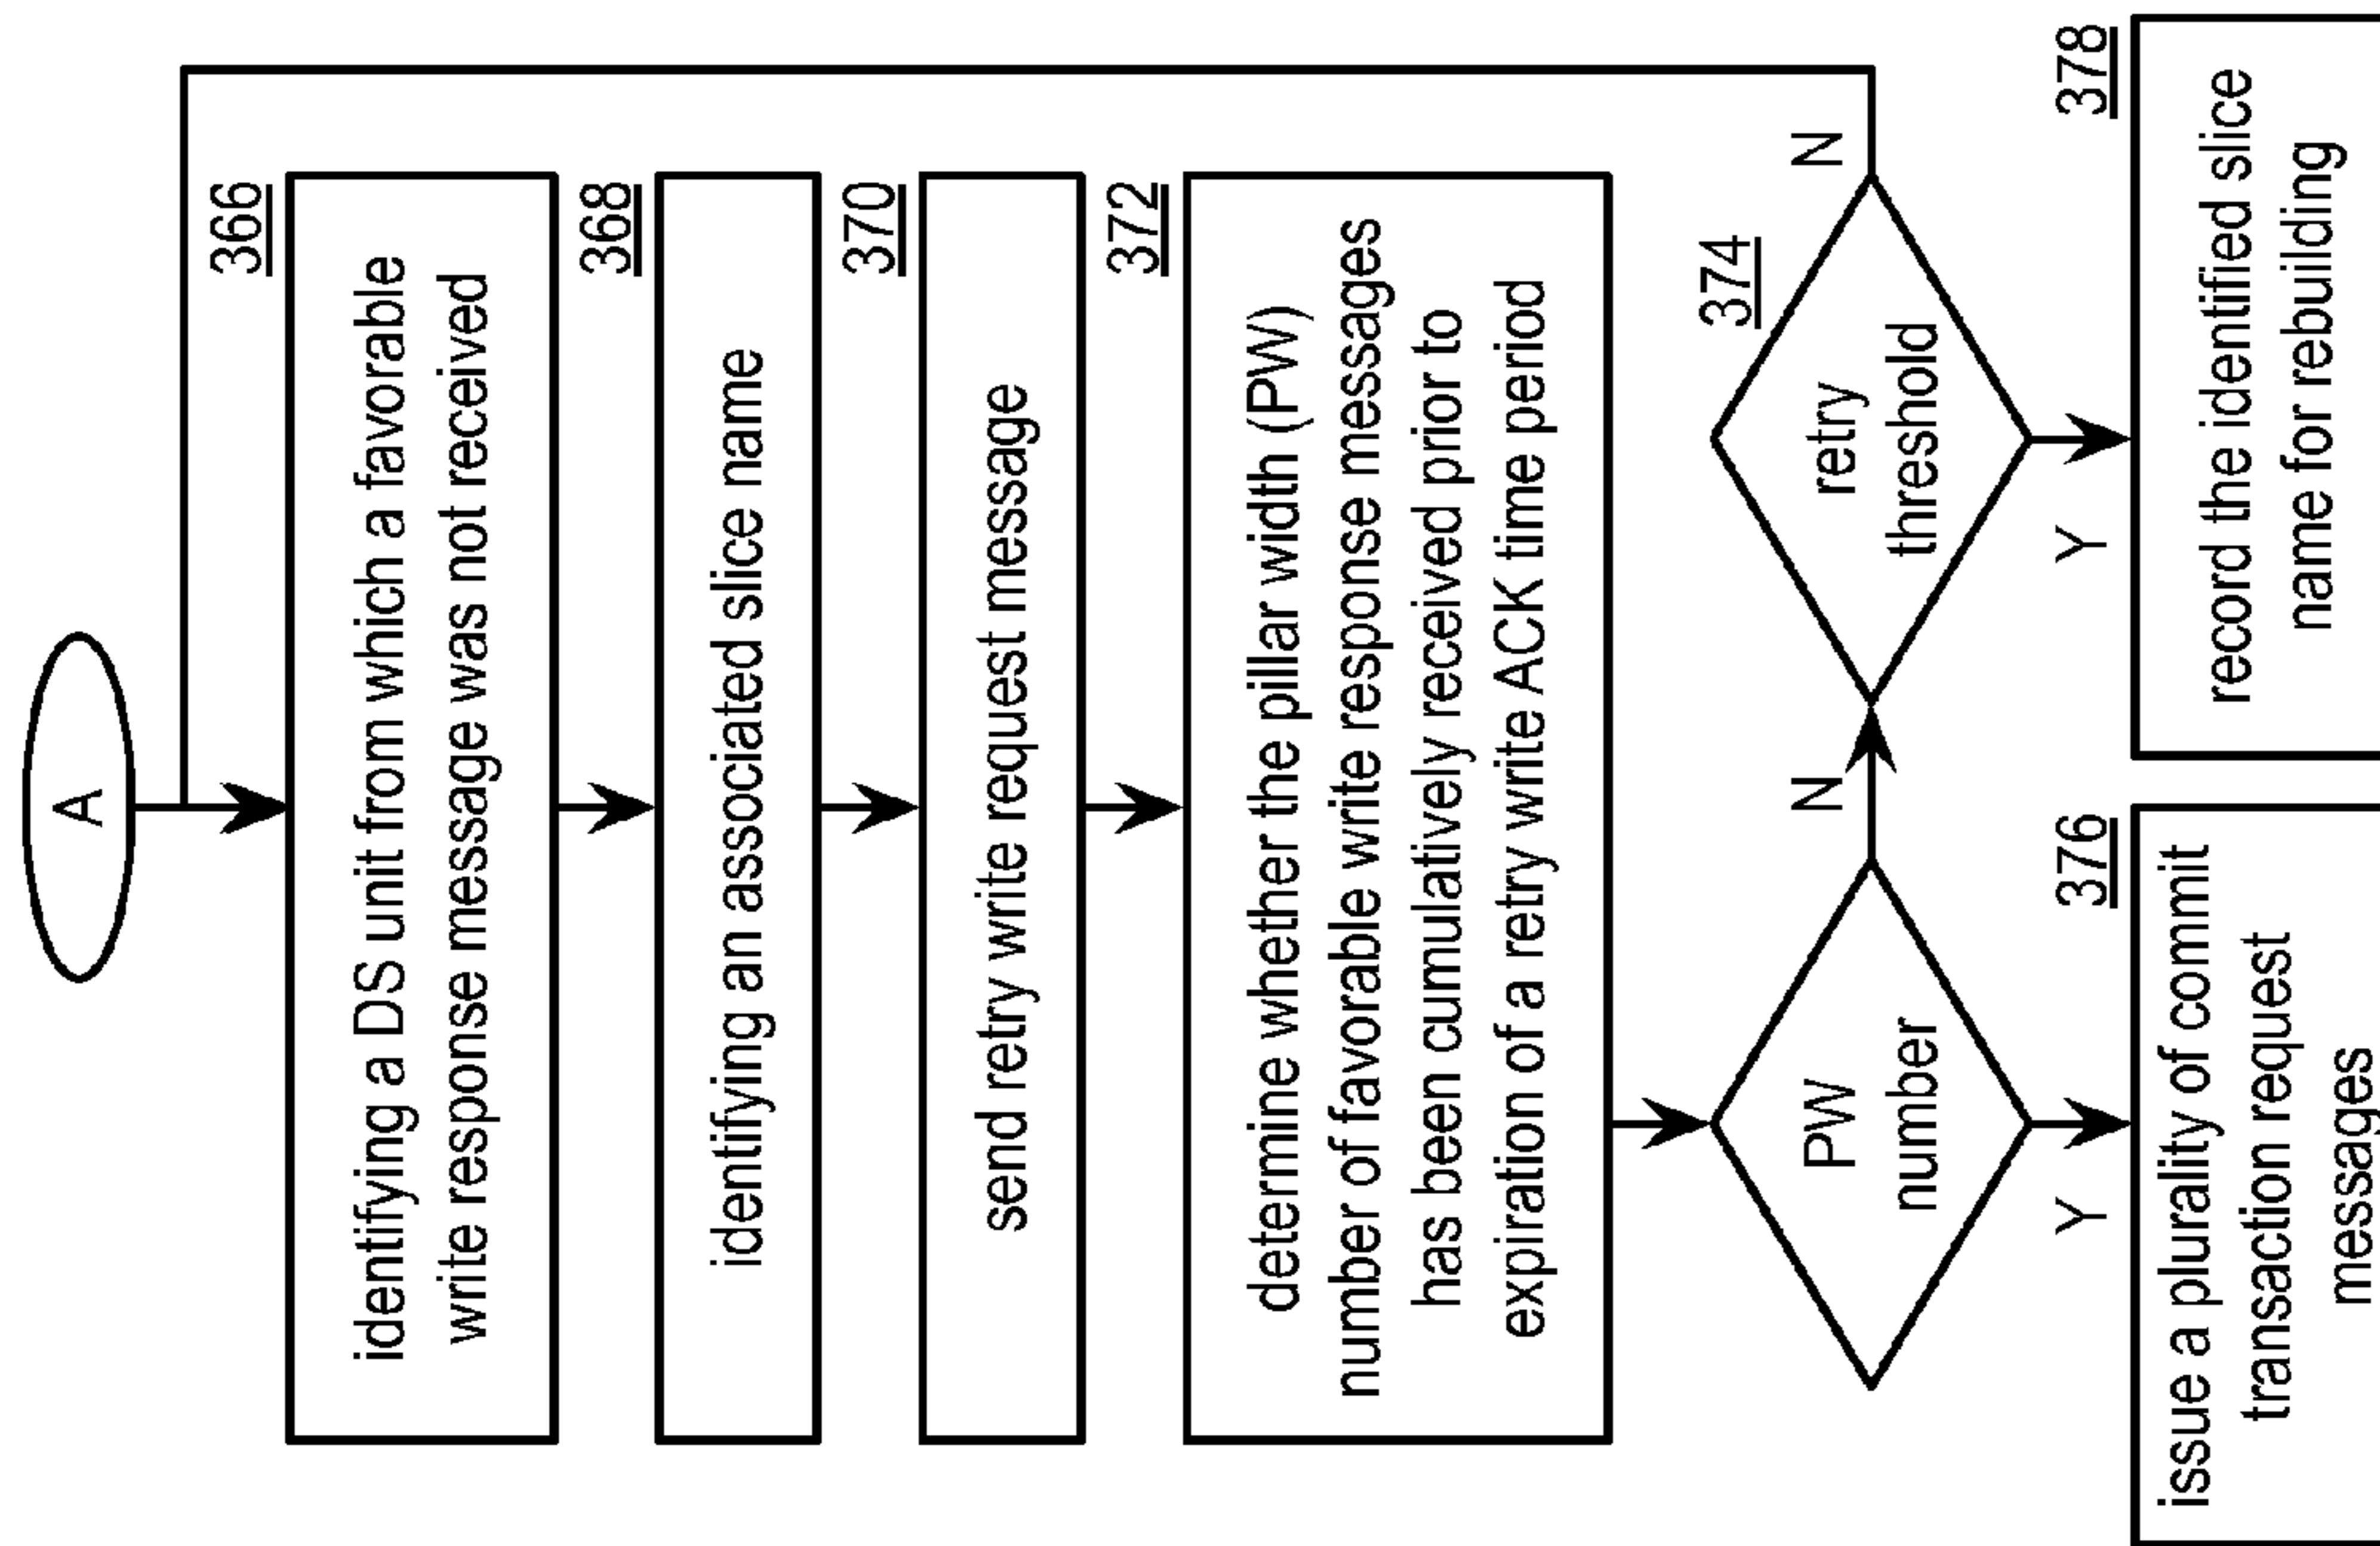 A
366
identifying a DS unit from which a favorable
write response message was not received
368
identifying an associated slice name
370
send retry write request message
372
determine whether the pillar width (PW)
number of favorable write response messages
has been cumulatively received prior to
expiration of a retry write ACK time period
PW
number
N
Y
374
retry
threshold
N
Y
376
issue a plurality of commit
transaction request
messages
378
record the identified slice
name for rebuilding